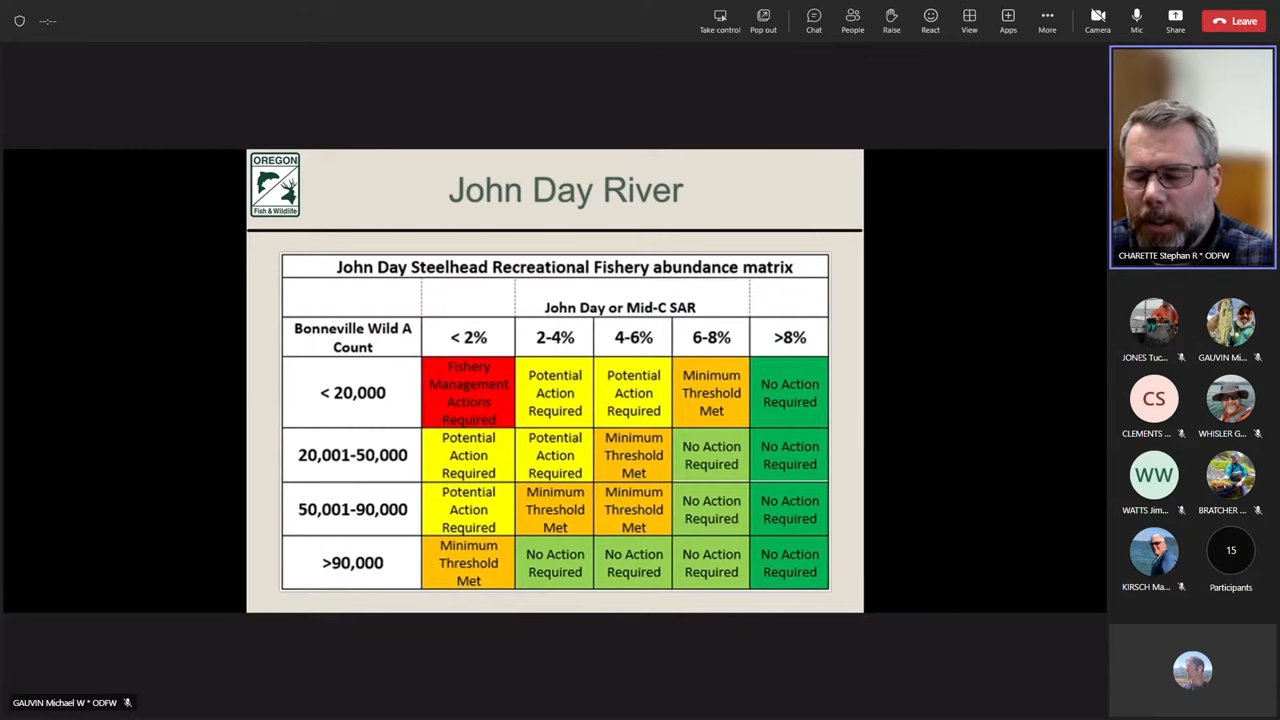 --:--
Take control
Pop out
Chat
People
Raise
React
View
Apps
More
Camera
Mic
Share
Leave
OREGON
Fish & Wildlife
John Day River
John Day Steelhead Recreational Fishery abundance matrix
John Day or Mid-C SAR
Bonneville Wild A
Count
< 2%
2-4%
4-6%
6-8%
>8%
< 20,000
Fishery
Management
Actions
Required
Potential
Action
Required
Potential
Action
Required
Minimum
Threshold
Met
No Action
Required
20,001-50,000
Potential
Action
Required
Potential
Action
Required
Minimum
Threshold
Met
No Action
Required
No Action
Required
50,001-90,000
Potential
Action
Required
Minimum
Threshold
Met
Minimum
Threshold
Met
No Action
Required
No Action
Required
>90,000
Minimum
Threshold
Met
No Action
Required
No Action
Required
No Action
Required
No Action
Required
CHARETTE Stephan R * ODFW
JONES Tuc...
GAUVIN Mi...
CS
CLEMENTS ...
WHISLER G...
WW
WATTS Jim...
BRATCHER ...
KIRSCH Ma...
15
Participants
GAUVIN Michael W * ODFW